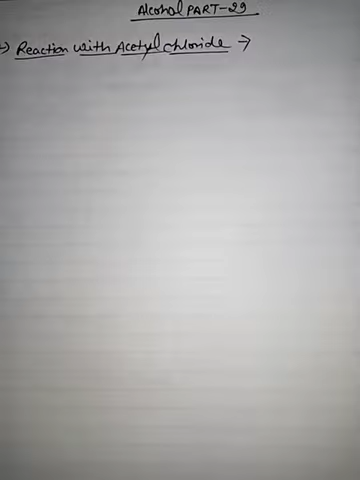 Alcohol PART-29
→) Reaction with Acetyl chloride →